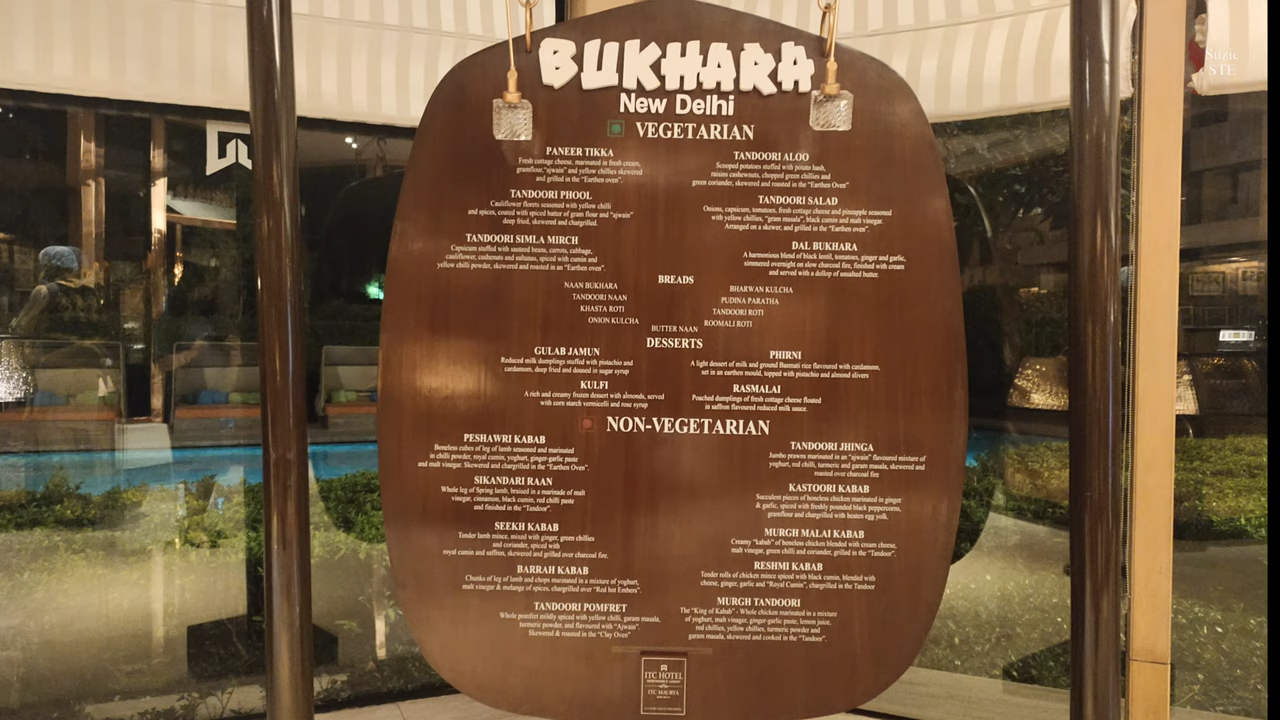 BUKHARA
New Delhi
VEGETARIAN
PANEER TIKKA
Fresh cottage cheese, marinated in fresh cream,
gramflour,"ajwain" and yellow chillies skewered
and grilled in the "Earthen oven".
TANDOORI PHOOL
Cauliflower florets seasoned with yellow chilli
and spices, coated with spiced batter of gram flour and "ajwain"
deep fried, skewered and chargrilled.
TANDOORI SIMLA MIRCH
Capsicum stuffed with sauteed beans, carrots, cabbage,
cauliflower, cashenuts and sultanas, spiced with cumin and
yellow chilli powder, skewered and roasted in an "Earthen oven".
TANDOORI ALOO
Scooped potatoes stuffed with potato hash,
raisins cashewnuts, chopped green chillies and
green coriander, skewered and roasted in the "Earthen Oven"
TANDOORI SALAD
Onions, capsicum, tomatoes, fresh cottage cheese and pineapple seasoned
with yellow chillies, "gram masala", black cumin and malt vinegar.
Arranged on a skewer, and grilled in the "Earthen oven".
DAL BUKHARA
A harmonious blend of black lentil, tomatoes, ginger and garlic,
simmered overnight on slow charcoal fire, finished with cream
and served with a dollop of unsalted butter.
BREADS
NAAN BUKHARA
TANDOORI NAAN
KHASTA ROTI
ONION KULCHA
BHARWAN KULCHA
PUDINA PARATHA
TANDOORI ROTI
ROOMALI ROTI
BUTTER NAAN
DESSERTS
GULAB JAMUN
Reduced milk dumplings stuffed with pistachio and
cardamom, deep fried and doused in sugar syrup
KULFI
A rich and creamy frozen dessert with almonds, served
with corn starch vermicelli and rose syrup
PHIRNI
A light dessert of milk and ground Basmati rice flavoured with cardamom,
set in an earthen mould, topped with pistachio and almond slivers
RASMALAI
Poached dumplings of fresh cottage cheese floated
in saffron flavoured reduced milk sauce.
NON-VEGETARIAN
PESHAWRI KABAB
Boneless cubes of leg of lamb seasoned and marinated
in chilli powder, royal cumin, yoghurt, ginger-garlic paste
and malt vinegar. Skewered and chargrilled in the "Earthen Oven".
SIKANDARI RAAN
Whole leg of Spring lamb, braised in a marinade of malt
vinegar, cinnamon, black cumin, red chilli paste
and finished in the "Tandoor".
SEEKH KABAB
Tender lamb mince, mixed with ginger, green chillies
and coriander, spiced with
royal cumin and saffron, skewered and grilled over charcoal fire.
BARRAH KABAB
Chunks of leg of lamb and chops marinated in a mixture of yoghurt,
malt vinegar & melange of spices, chargrilled over "Red hot Embers".
TANDOORI POMFRET
Whole pomfret mildly spiced with yellow chilli, garam masala,
turmeric powder, and flavoured with "Ajwain".
Skewered & roasted in the "Clay Oven"
TANDOORI JHINGA
Jumbo prawns marinated in an "ajwain" flavoured mixture of
yoghurt, red chilli, turmeric and garam masala, skewered and
roasted over charcoal fire
KASTOORI KABAB
Succulent pieces of boneless chicken marinated in ginger
& garlic, spiced with freshly pounded black peppercorns,
gramflour and chargrilled with beaten egg yolk.
MURGH MALAI KABAB
Creamy "kabab" of boneless chicken blended with cream cheese,
malt vinegar, green chilli and coriander, grilled in the "Tandoor".
RESHMI KABAB
Tender rolls of chicken mince spiced with black cumin, blended with
cheese, ginger, garlic and "Royal Cumin", chargrilled in the Tandoor
MURGH TANDOORI
The "King of Kabab" - Whole chicken marinated in a mixture
of yoghurt, malt vinager, ginger-garlic paste, lemon juice,
red chillies, yellow chillies, turmeric powder and
garam masala, skewered and cooked in the "Tandoor".
ITC HOTEL
ITC MAURYA
Suzie
STE